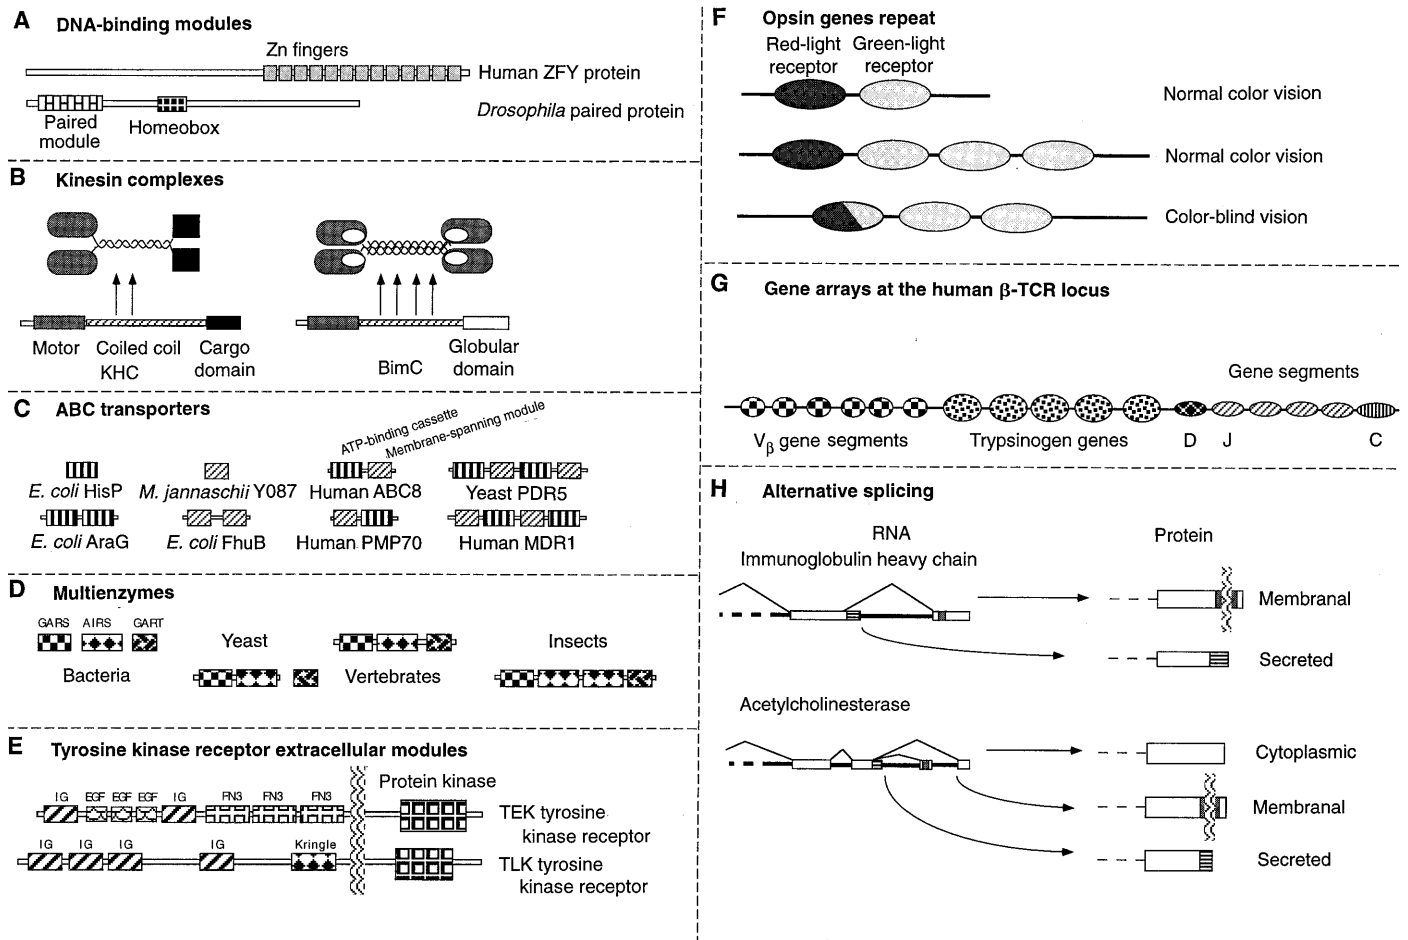 A DNA-binding modules
Zn fingers
Human ZFY protein
Drosophila paired protein
Paired
module
Homeobox
B Kinesin complexes
Motor Coiled coil Cargo
KHC domain
BimC
Globular
domain
C ABC transporters
ATP-binding cassette
Membrane-spanning module
E. coli HisP M. jannaschii Y087 Human ABC8 Yeast PDR5
E. coli AraG E. coli FhuB Human PMP70 Human MDR1
D Multienzymes
GARS AIRS GART
Yeast Insects
Bacteria Vertebrates
E Tyrosine kinase receptor extracellular modules
Protein kinase
IG EGF EGF EGF IG FN3 FN3 FN3
TEK tyrosine
kinase receptor
IG IG IG IG Kringle
TLK tyrosine
kinase receptor
F Opsin genes repeat
Red-light Green-light
receptor receptor
Normal color vision
Normal color vision
Color-blind vision
G Gene arrays at the human β-TCR locus
Gene segments
Vβ gene segments Trypsinogen genes D J C
H Alternative splicing
RNA Protein
Immunoglobulin heavy chain
Membranal
Secreted
Acetylcholinesterase
Cytoplasmic
Membranal
Secreted